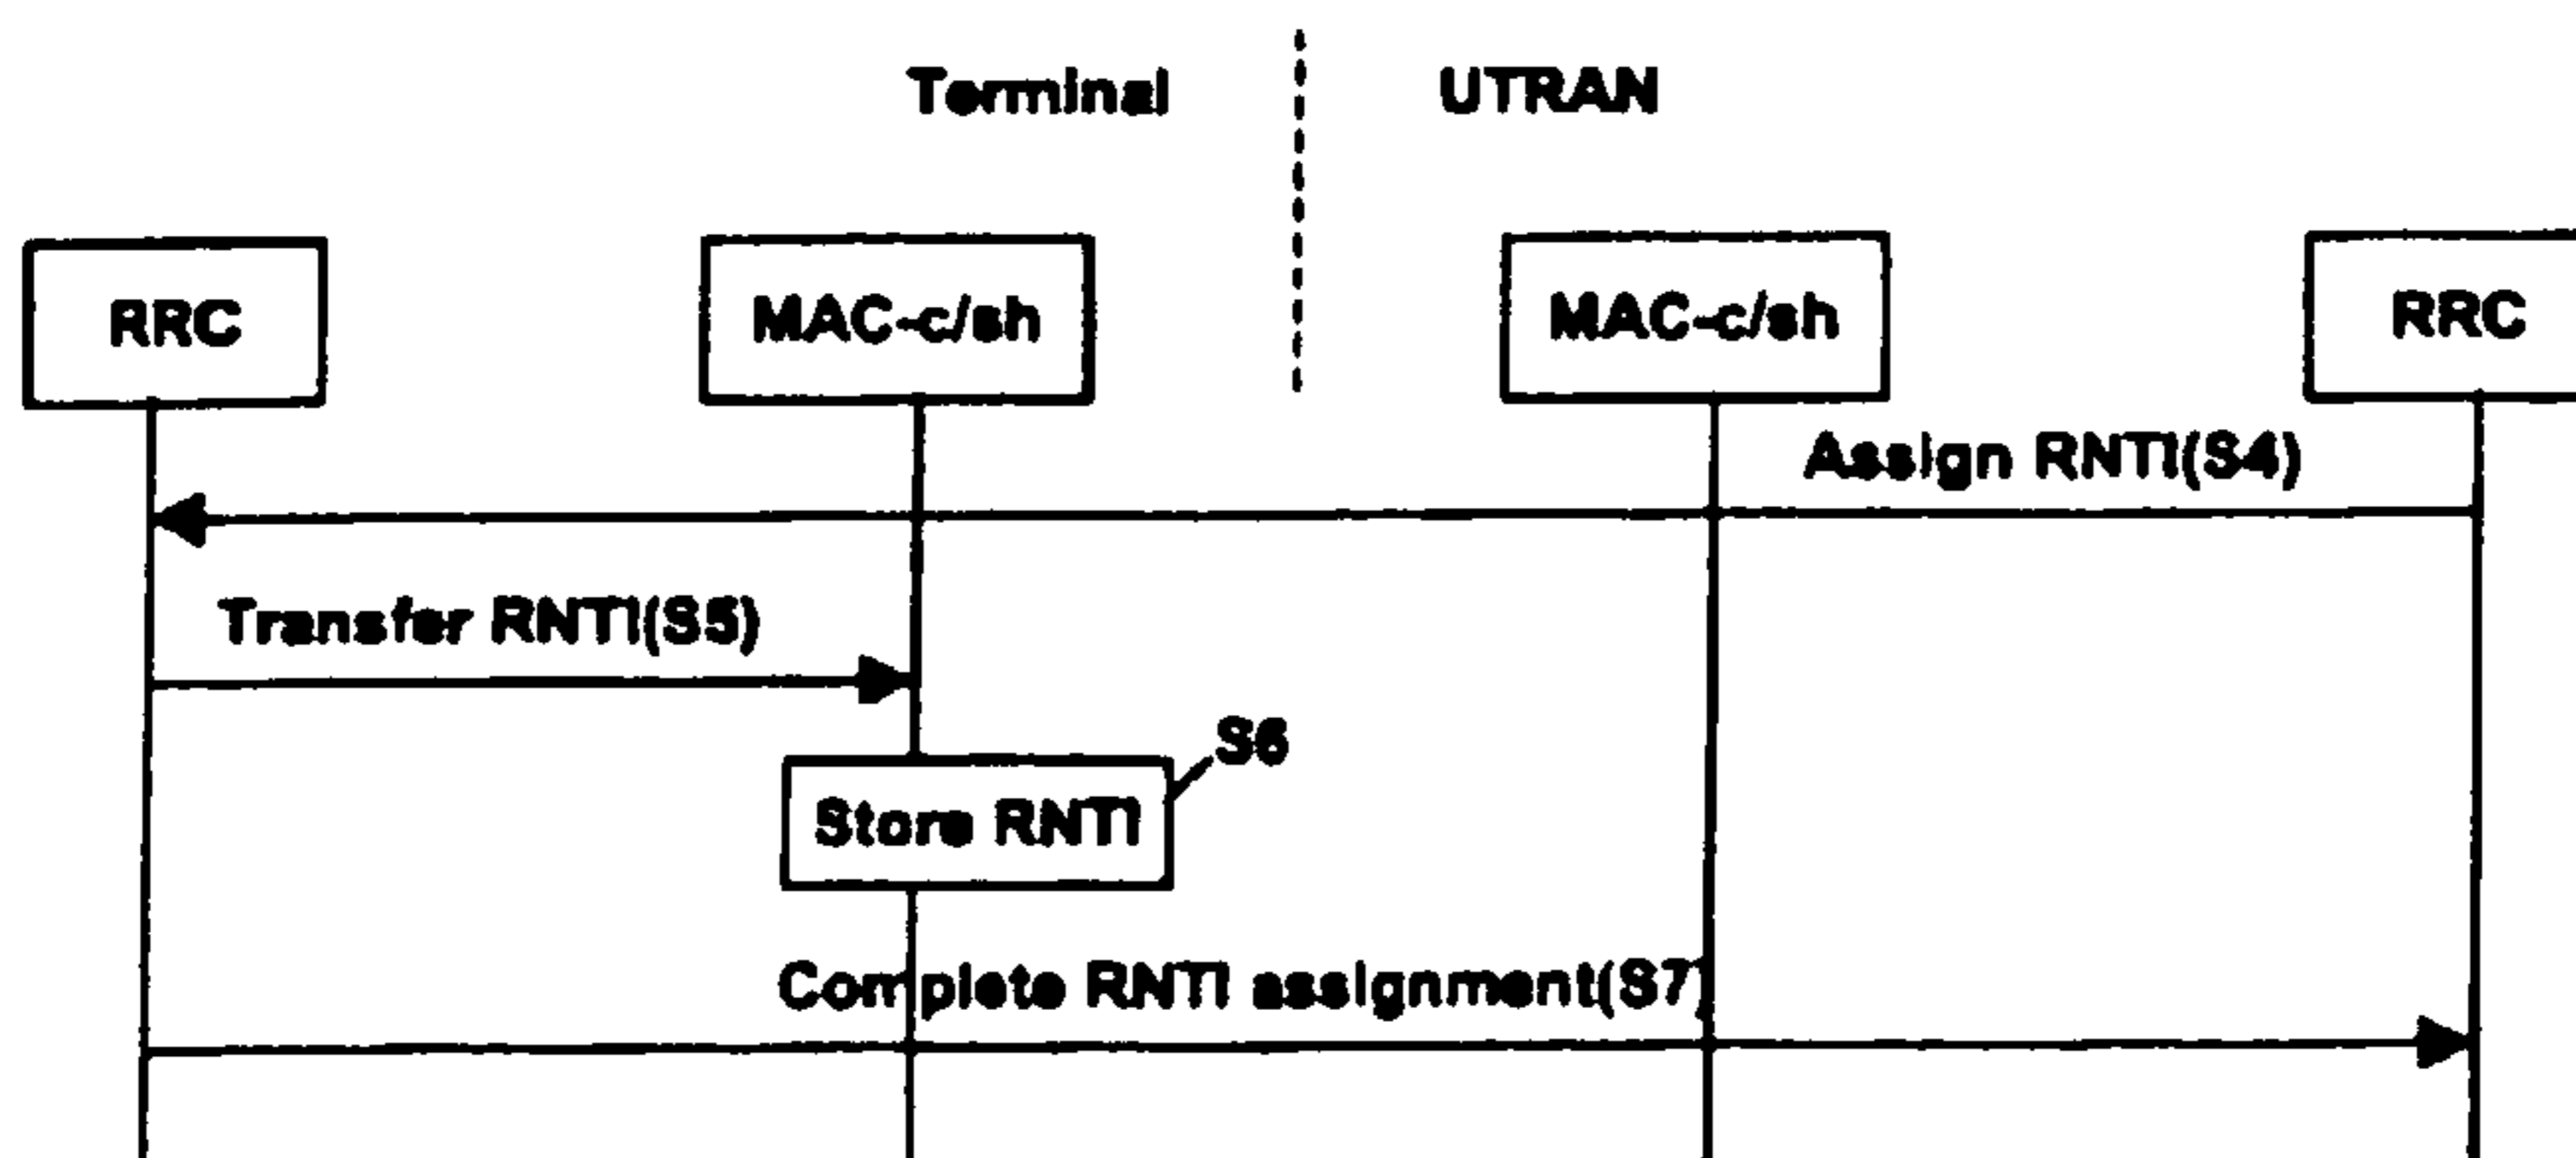 Terminal UTRAN
RRC MAC-c/sh MAC-c/sh RRC
Assign RNTI(S4)
Transfer RNTI(S5)
S6
Store RNTI
Complete RNTI assignment(S7)